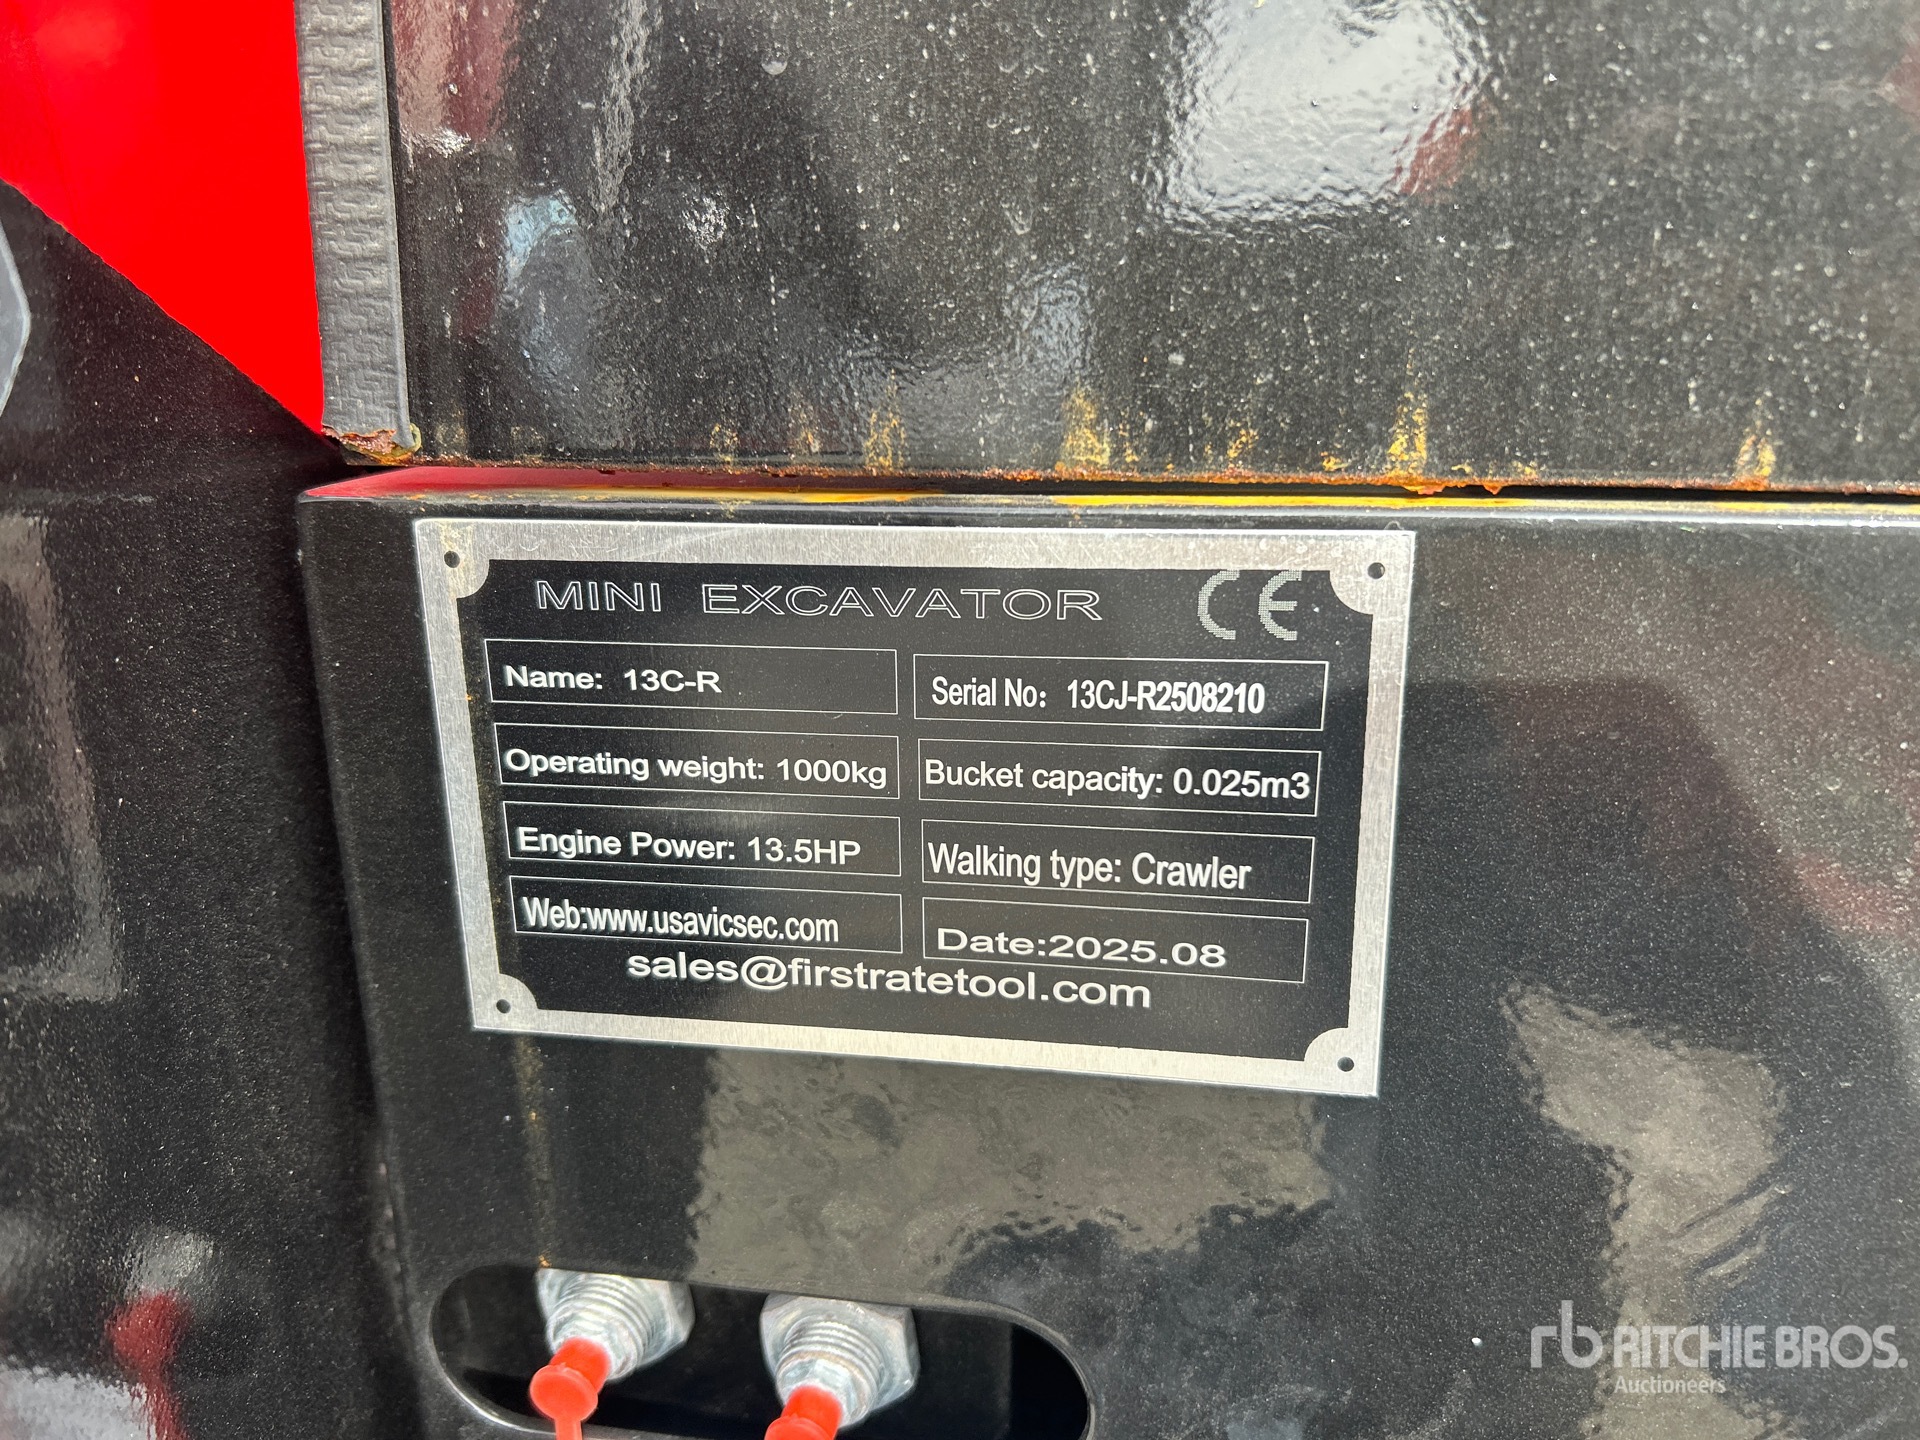 MINI EXCAVATOR CE
Name: 13C-R
Serial No: 13CJ-R2508210
Operating weight: 1000kg
Bucket capacity: 0.025m3
Engine Power: 13.5HP
Walking type: Crawler
Web:www.usavicsec.com
Date:2025.08
sales@firstratetool.com
rb RITCHIE BROS.
Auctioneers